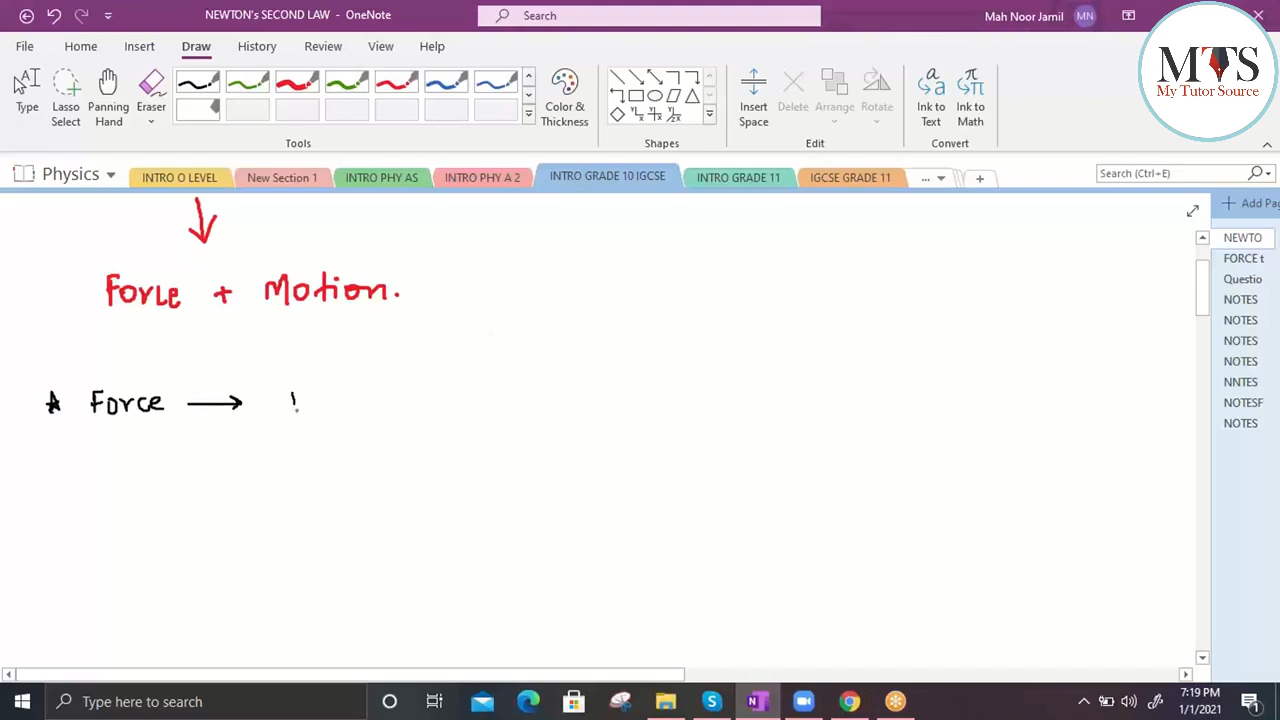 NEWTON's SECOND LAW - OneNote
Search
Mah Noor Jamil MN
File Home Insert Draw History Review View Help
Type
Lasso Select
Panning Hand
Eraser
Color & Thickness
Insert Space
Delete
Arrange
Rotate
Ink to Text
Ink to Math
Tools
Shapes
Edit
Convert
MTS
My Tutor Source
Physics
INTRO O LEVEL
New Section 1
INTRO PHY AS
INTRO PHY A 2
INTRO GRADE 10 IGCSE
INTRO GRADE 11
IGCSE GRADE 11
...
Search (Ctrl+E)
Add Pag
NEWTO
FORCE t
Questio
NOTES
NOTES
NOTES
NOTES
NNTES
NOTESF
NOTES
Force + Motion.
Force
Type here to search
7:19 PM
1/1/2021